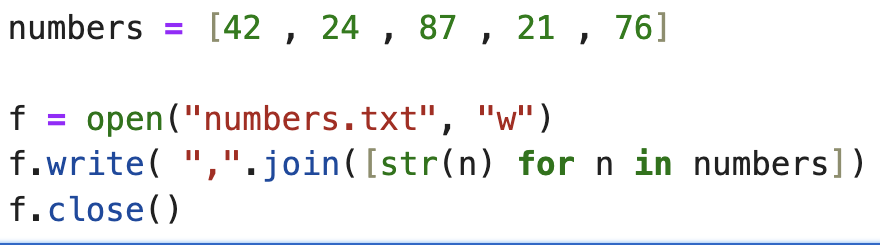 numbers = [42 , 24 , 87 , 21 , 76]
f = open("numbers.txt", "w")
f.write( ",".join([str(n) for n in numbers])
f.close()